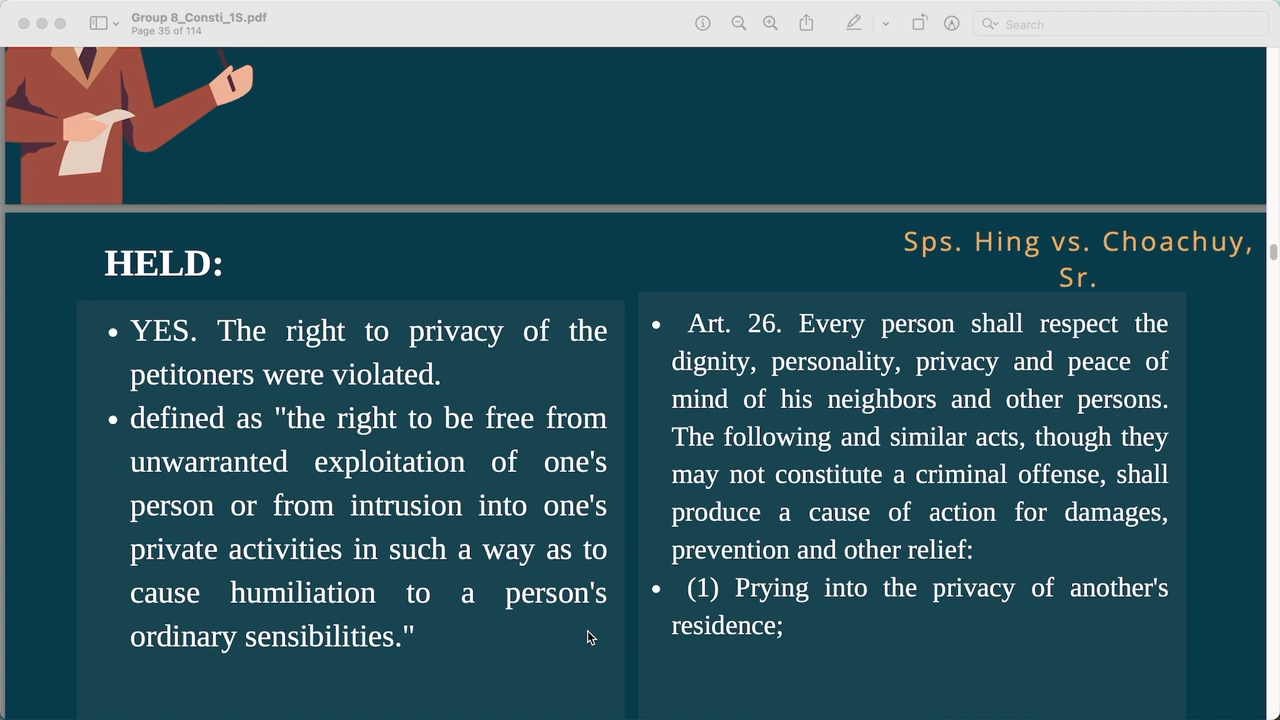 Group 8_Consti_1S.pdf
Page 35 of 114
Search
Sps. Hing vs. Choachuy,
Sr.
HELD:
• YES. The right to privacy of the
petitoners were violated.
• defined as "the right to be free from
unwarranted exploitation of one's
person or from intrusion into one's
private activities in such a way as to
cause humiliation to a person's
ordinary sensibilities."
• Art. 26. Every person shall respect the
dignity, personality, privacy and peace of
mind of his neighbors and other persons.
The following and similar acts, though they
may not constitute a criminal offense, shall
produce a cause of action for damages,
prevention and other relief:
• (1) Prying into the privacy of another's
residence;